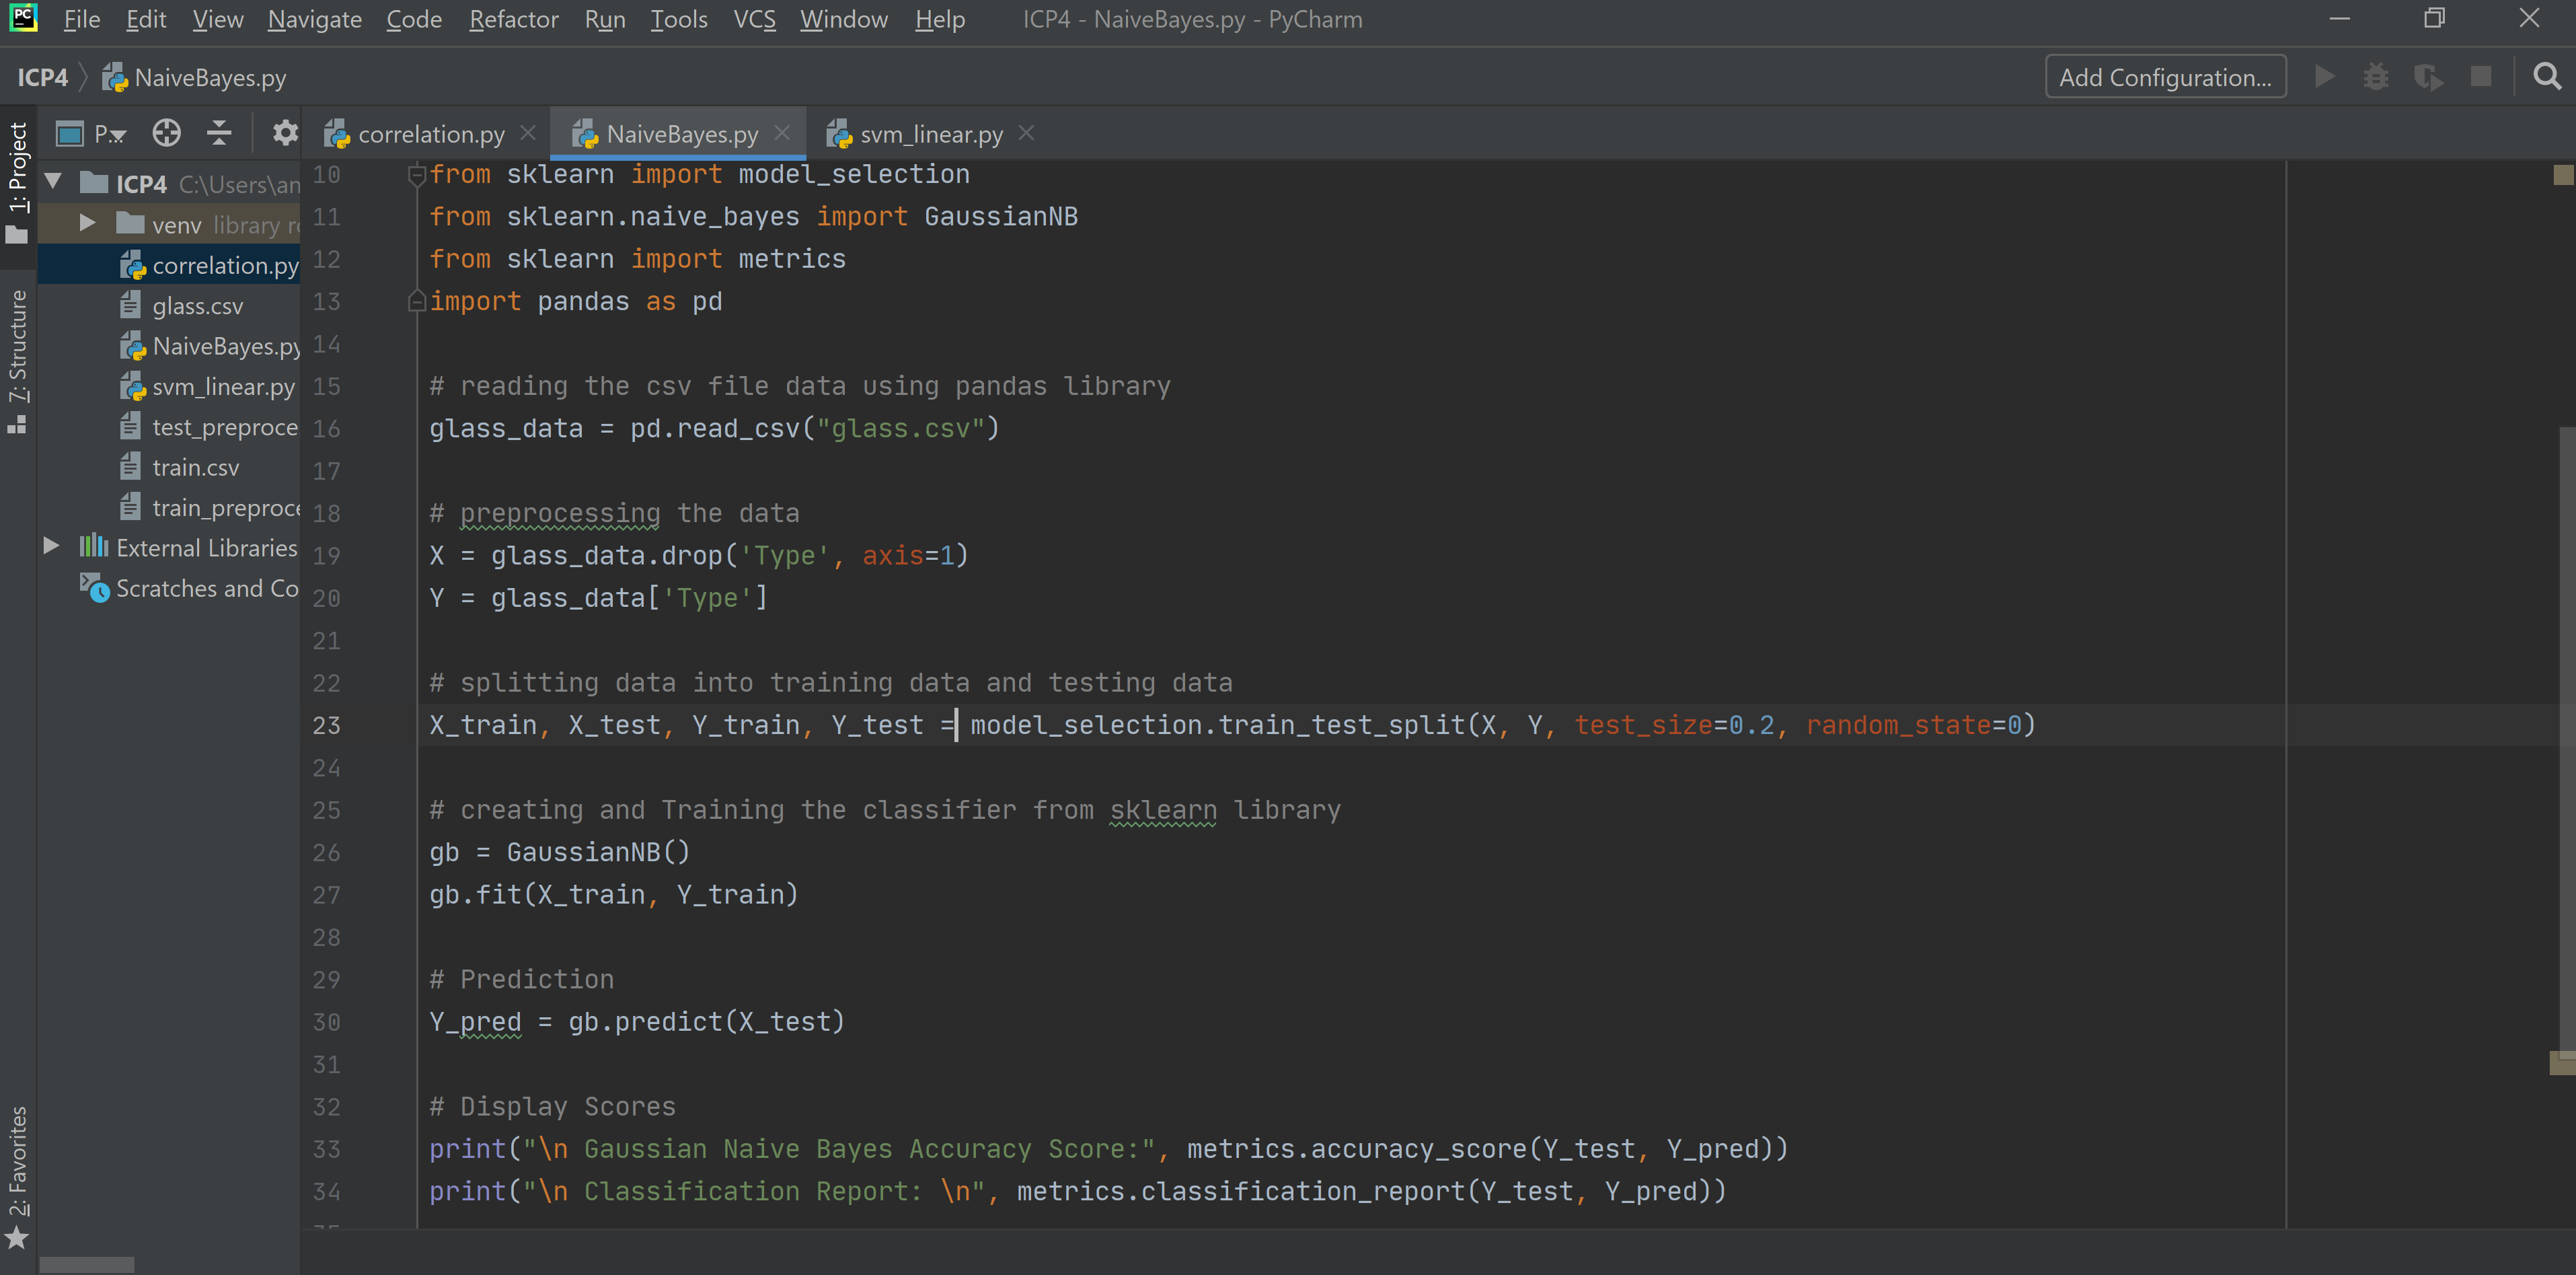 PC File Edit View Navigate Code Refactor Run Tools VCS Window Help ICP4 - NaiveBayes.py - PyCharm
ICP4 NaiveBayes.py Add Configuration...
1: Project
7: Structure
2: Favorites
P...
ICP4 C:\Users\an
venv library ro
correlation.py
glass.csv
NaiveBayes.py
svm_linear.py
test_preproce
train.csv
train_preproce
External Libraries
Scratches and Co
correlation.py NaiveBayes.py svm_linear.py
10 from sklearn import model_selection
11 from sklearn.naive_bayes import GaussianNB
12 from sklearn import metrics
13 import pandas as pd
14
15 # reading the csv file data using pandas library
16 glass_data = pd.read_csv("glass.csv")
17
18 # preprocessing the data
19 X = glass_data.drop('Type', axis=1)
20 Y = glass_data['Type']
21
22 # splitting data into training data and testing data
23 X_train, X_test, Y_train, Y_test = model_selection.train_test_split(X, Y, test_size=0.2, random_state=0)
24
25 # creating and Training the classifier from sklearn library
26 gb = GaussianNB()
27 gb.fit(X_train, Y_train)
28
29 # Prediction
30 Y_pred = gb.predict(X_test)
31
32 # Display Scores
33 print("\n Gaussian Naive Bayes Accuracy Score:", metrics.accuracy_score(Y_test, Y_pred))
34 print("\n Classification Report: \n", metrics.classification_report(Y_test, Y_pred))